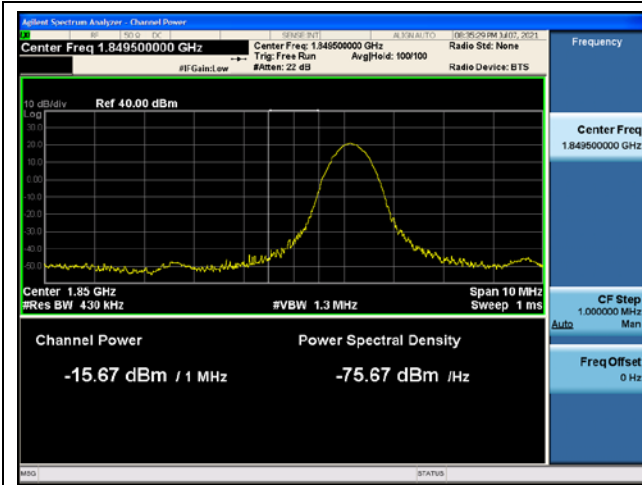 Agilent Spectrum Analyzer - Channel Power
RF 50 Ω DC SENSE:INT ALIGN AUTO 08:35:29 PM Jul 07, 2021
Center Freq 1.849500000 GHz
Center Freq: 1.849500000 GHz
Radio Std: None
Trig: Free Run Avg|Hold: 100/100
#IFGain:Low #Atten: 22 dB Radio Device: BTS
10 dB/div Ref 40.00 dBm
Log
30.0
20.0
10.0
0.00
-10.0
-20.0
-30.0
-40.0
-50.0
Center 1.85 GHz Span 10 MHz
#Res BW 430 kHz #VBW 1.3 MHz Sweep 1 ms
Channel Power Power Spectral Density
-15.67 dBm / 1 MHz -75.67 dBm /Hz
MSG STATUS
Frequency
Center Freq
1.849500000 GHz
CF Step
1.000000 MHz
Auto Man
Freq Offset
0 Hz